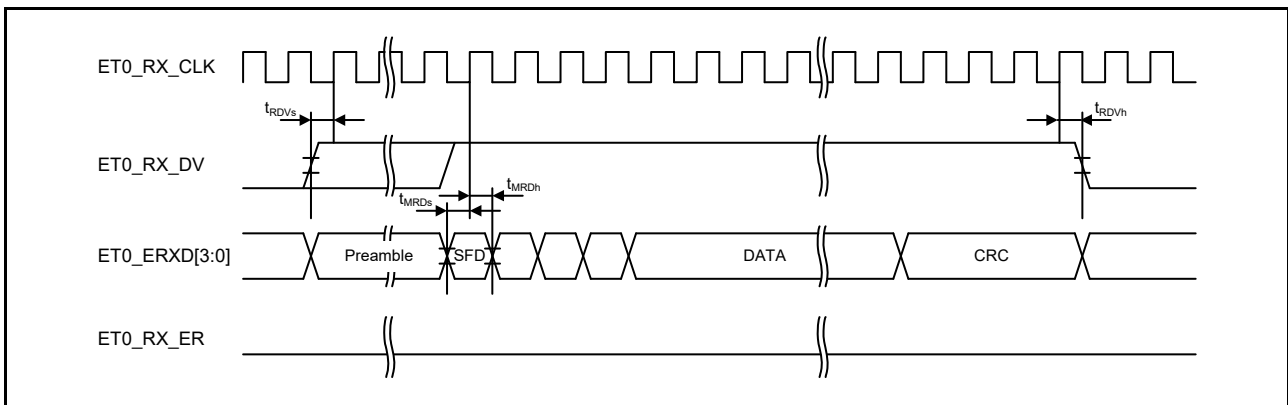 ET0_RX_CLK
tRDVs
tRDVh
ET0_RX_DV
tMRDh
tMRDs
ET0_ERXD[3:0]
Preamble
SFD
DATA
CRC
ET0_RX_ER